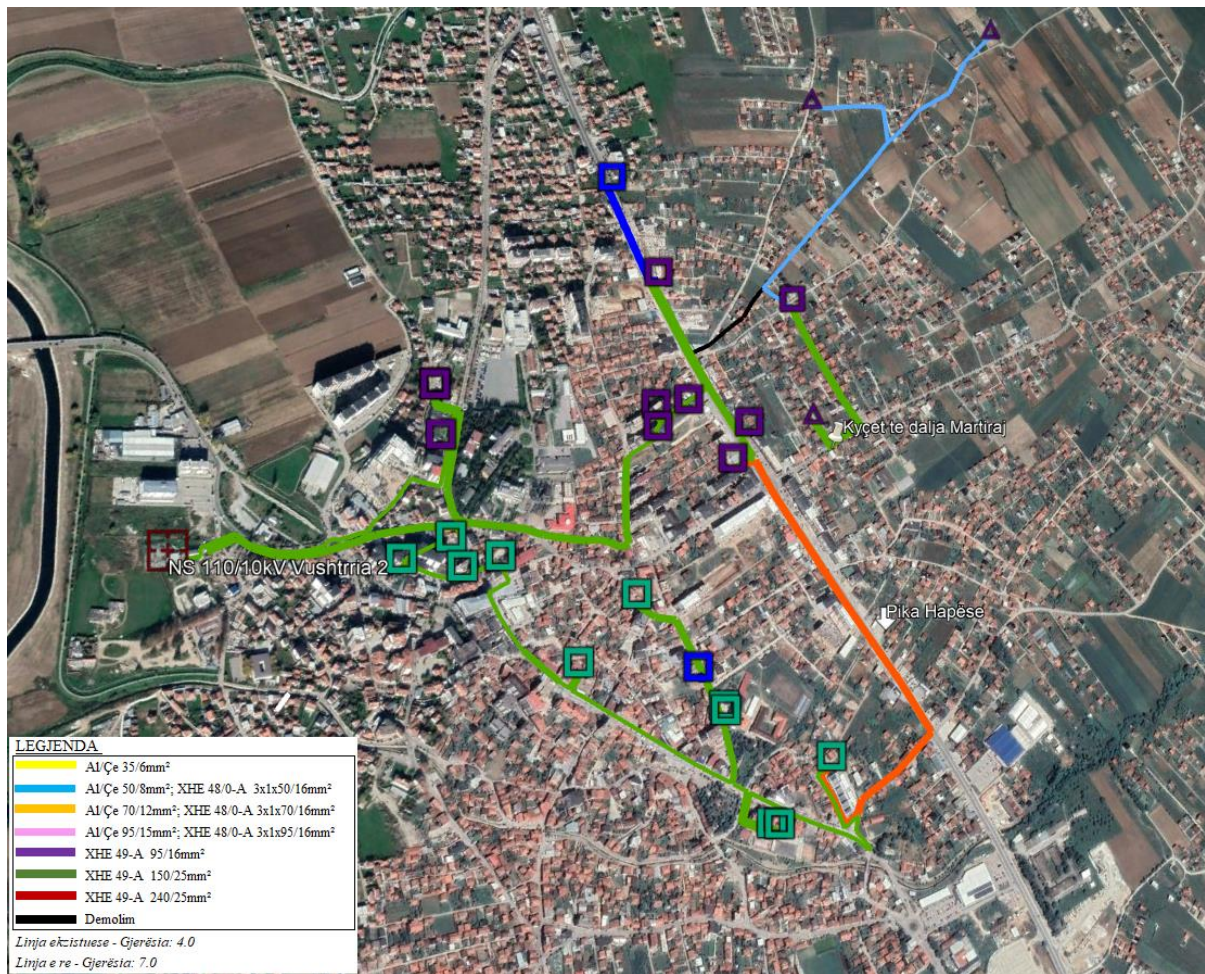 Kyçet te dalja Martiraj
NS 110/10kV Vushtrria 2
Pika Hapëse
LEGJENDA
Al/Çe 35/6mm²
Al/Çe 50/8mm²; XHE 48/0-A 3x1x50/16mm²
Al/Çe 70/12mm²; XHE 48/0-A 3x1x70/16mm²
Al/Çe 95/15mm²; XHE 48/0-A 3x1x95/16mm²
XHE 49-A 95/16mm²
XHE 49-A 150/25mm²
XHE 49-A 240/25mm²
Demolim
Linja ekzistuese - Gjerësia: 4.0
Linja e re - Gjerësia: 7.0